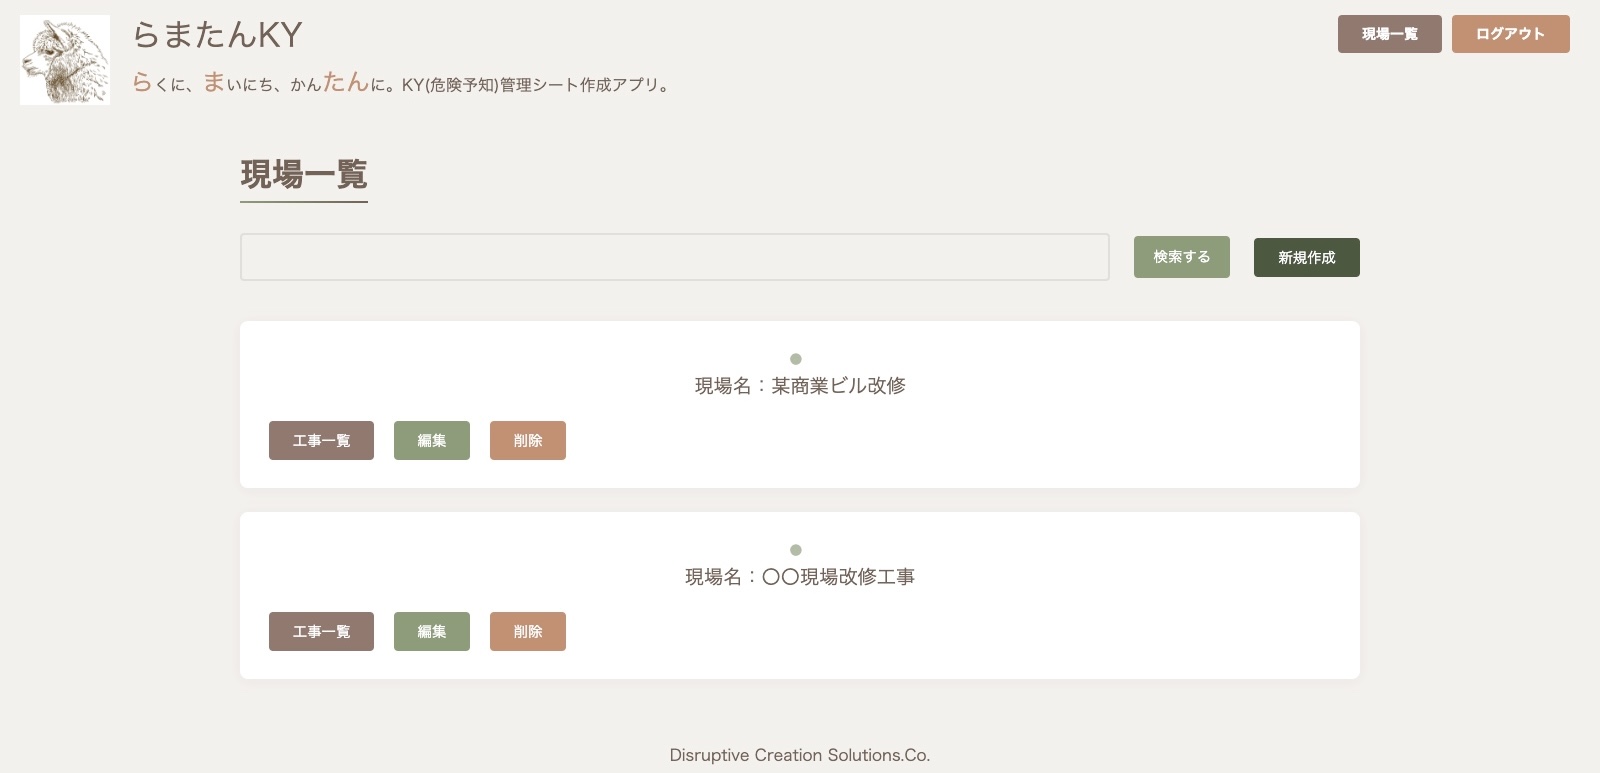 らまたんKY
現場一覧
ログアウト
らくに、まいにち、かんたんに。KY(危険予知)管理シート作成アプリ。
現場一覧
検索する
新規作成
現場名：某商業ビル改修
工事一覧
編集
削除
現場名：〇〇現場改修工事
工事一覧
編集
削除
Disruptive Creation Solutions.Co.